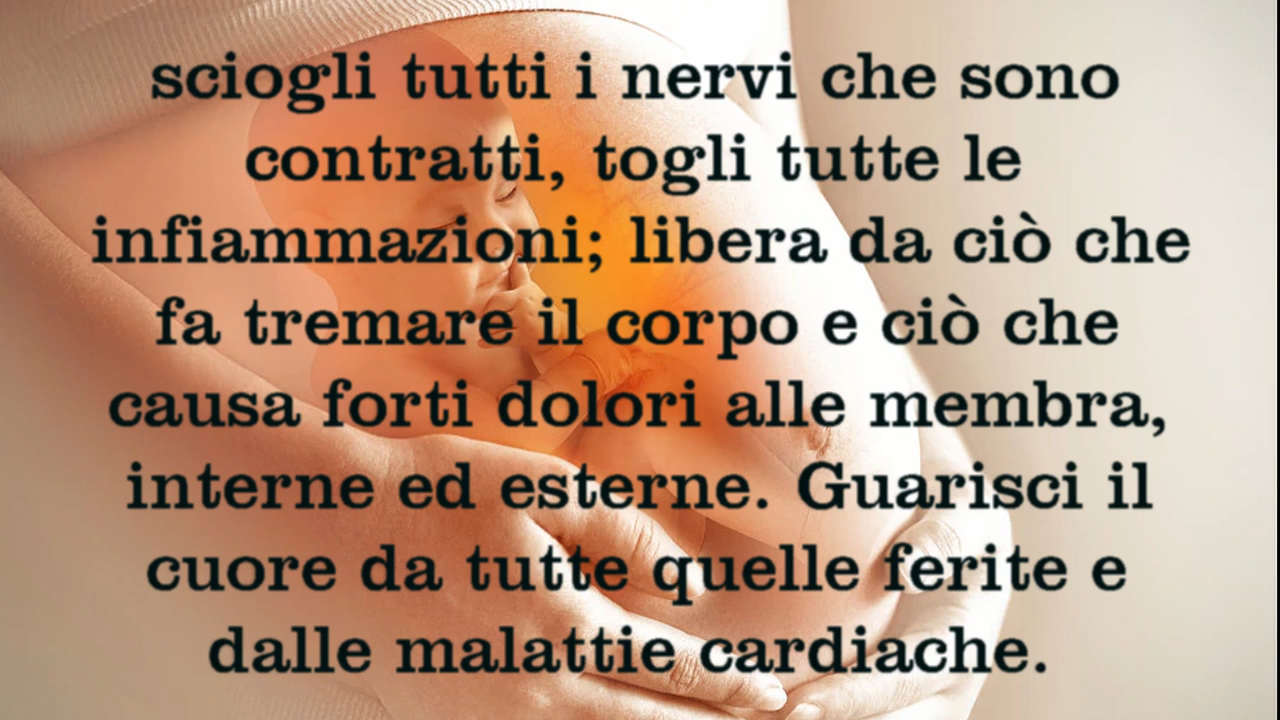 sciogli tutti i nervi che sono
contratti, togli tutte le
infiammazioni; libera da ciò che
fa tremare il corpo e ciò che
causa forti dolori alle membra,
interne ed esterne. Guarisci il
cuore da tutte quelle ferite e
dalle malattie cardiache.